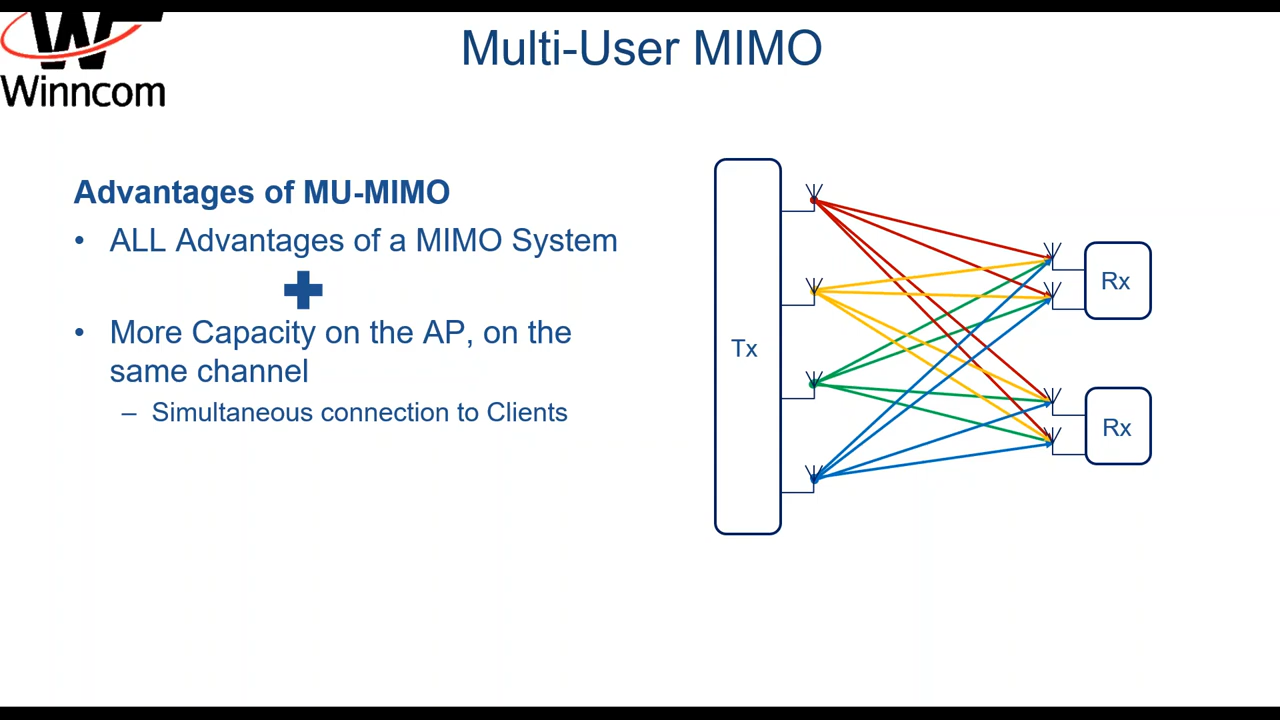 Winncom
Multi-User MIMO
Advantages of MU-MIMO
• ALL Advantages of a MIMO System
• More Capacity on the AP, on the
same channel
– Simultaneous connection to Clients
Tx
Rx
Rx